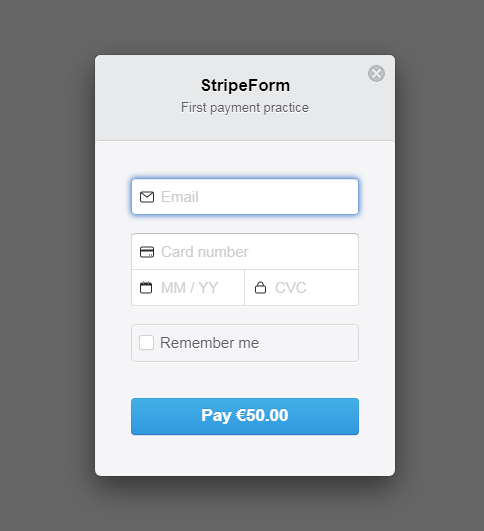 StripeForm
First payment practice
Email
Card number
MM / YY
CVC
Remember me
Pay €50.00